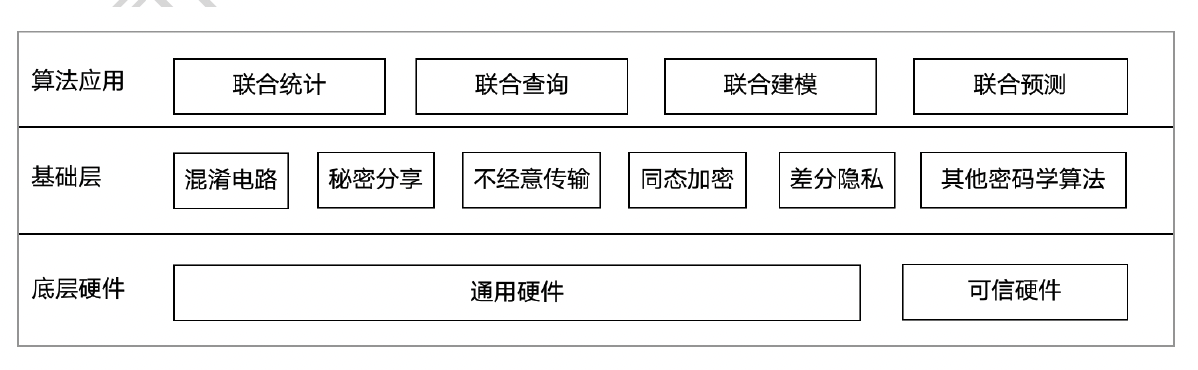 算法应用 联合统计 联合查询 联合建模 联合预测
基础层 混淆电路 秘密分享 不经意传输 同态加密 差分隐私 其他密码学算法
底层硬件 通用硬件 可信硬件